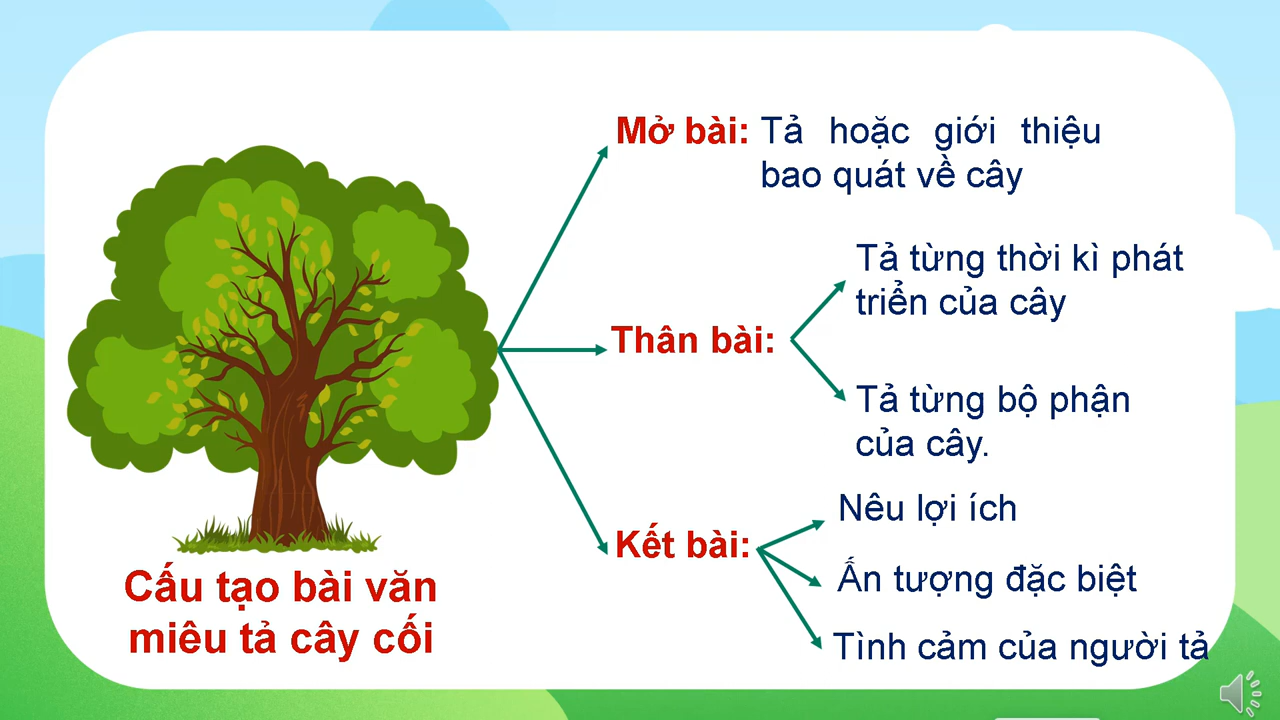 Mở bài: Tả hoặc giới thiệu
bao quát về cây
Tả từng thời kì phát
triển của cây
Thân bài:
Tả từng bộ phận
của cây.
Nêu lợi ích
Kết bài:
Ấn tượng đặc biệt
Tình cảm của người tả
Cấu tạo bài văn
miêu tả cây cối